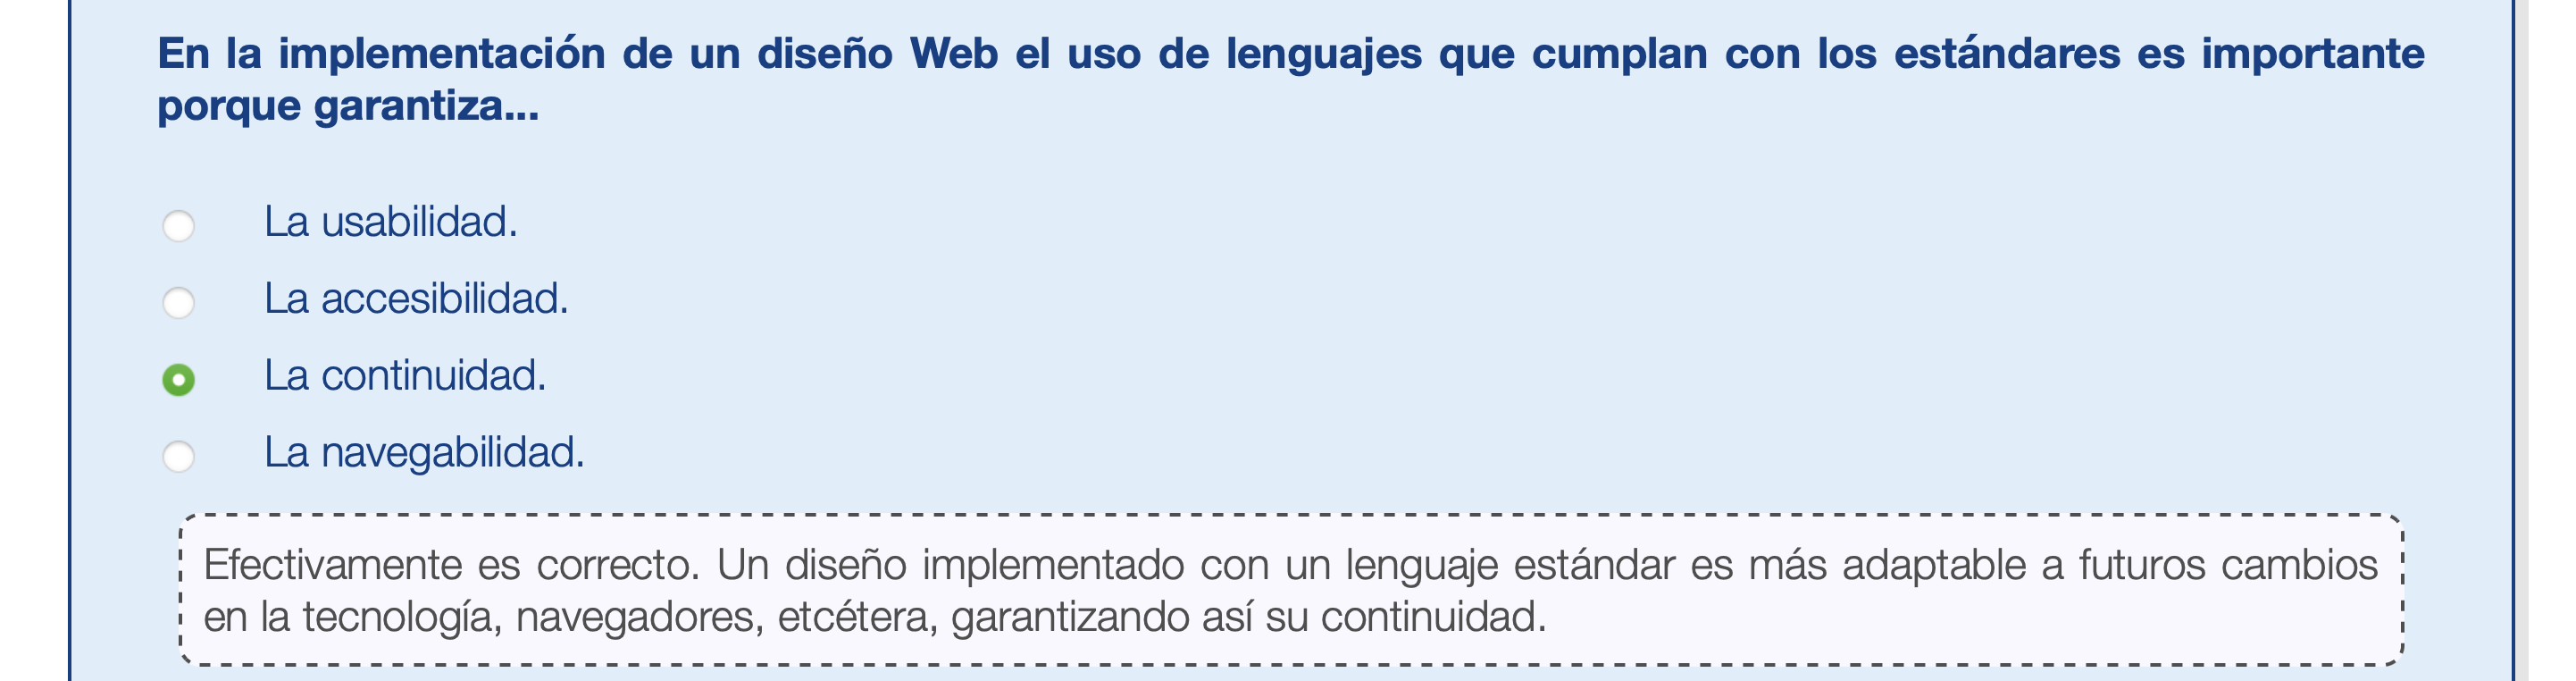 En la implementación de un diseño Web el uso de lenguajes que cumplan con los estándares es importante
porque garantiza...
La usabilidad.
La accesibilidad.
La continuidad.
La navegabilidad.
Efectivamente es correcto. Un diseño implementado con un lenguaje estándar es más adaptable a futuros cambios
en la tecnología, navegadores, etcétera, garantizando así su continuidad.